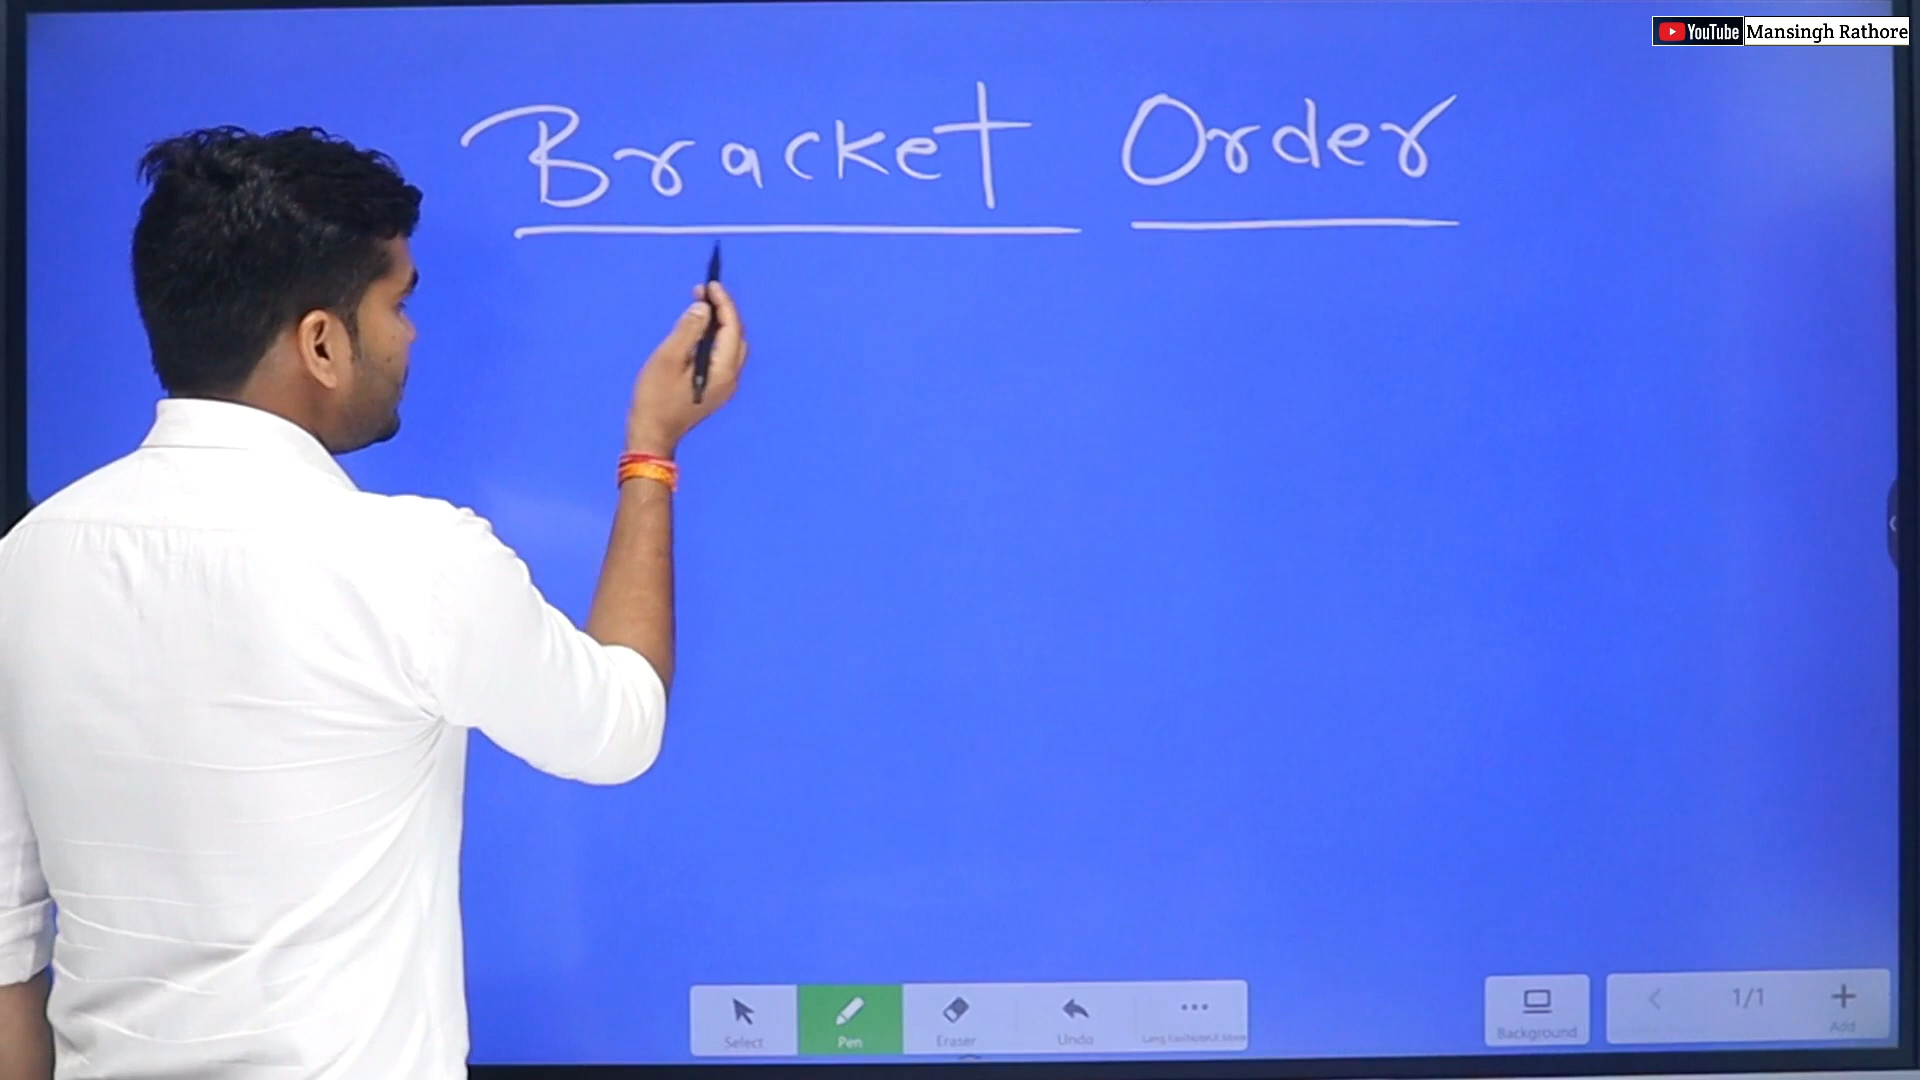 YouTube Mansingh Rathore
Bracket Order
Select Pen Eraser Undo
Background 1/1 Add